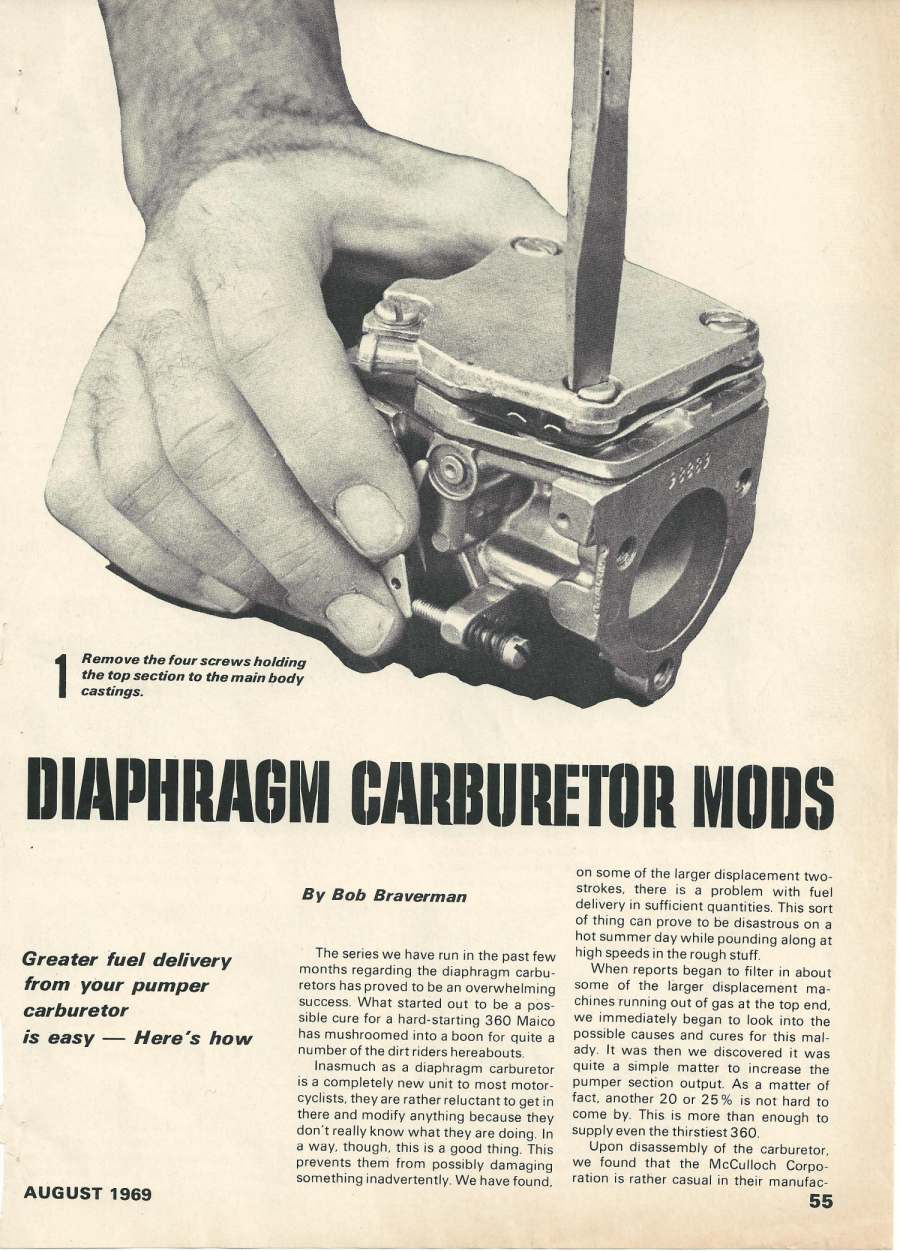 1 Remove the four screws holding
the top section to the main body
castings.
DIAPHRAGM CARBURETOR MODS
Greater fuel delivery
from your pumper
carburetor
is easy — Here's how
By Bob Braverman
The series we have run in the past few
months regarding the diaphragm carbu-
retors has proved to be an overwhelming
success. What started out to be a pos-
sible cure for a hard-starting 360 Maico
has mushroomed into a boon for quite a
number of the dirt riders hereabouts.
Inasmuch as a diaphragm carburetor
is a completely new unit to most motor-
cyclists, they are rather reluctant to get in
there and modify anything because they
don't really know what they are doing. In
a way, though, this is a good thing. This
prevents them from possibly damaging
something inadvertently. We have found,
on some of the larger displacement two-
strokes, there is a problem with fuel
delivery in sufficient quantities. This sort
of thing can prove to be disastrous on a
hot summer day while pounding along at
high speeds in the rough stuff.
When reports began to filter in about
some of the larger displacement ma-
chines running out of gas at the top end,
we immediately began to look into the
possible causes and cures for this mal-
ady. It was then we discovered it was
quite a simple matter to increase the
pumper section output. As a matter of
fact, another 20 or 25% is not hard to
come by. This is more than enough to
supply even the thirstiest 360.
Upon disassembly of the carburetor,
we found that the McCulloch Corpo-
ration is rather casual in their manufac-
AUGUST 1969
55